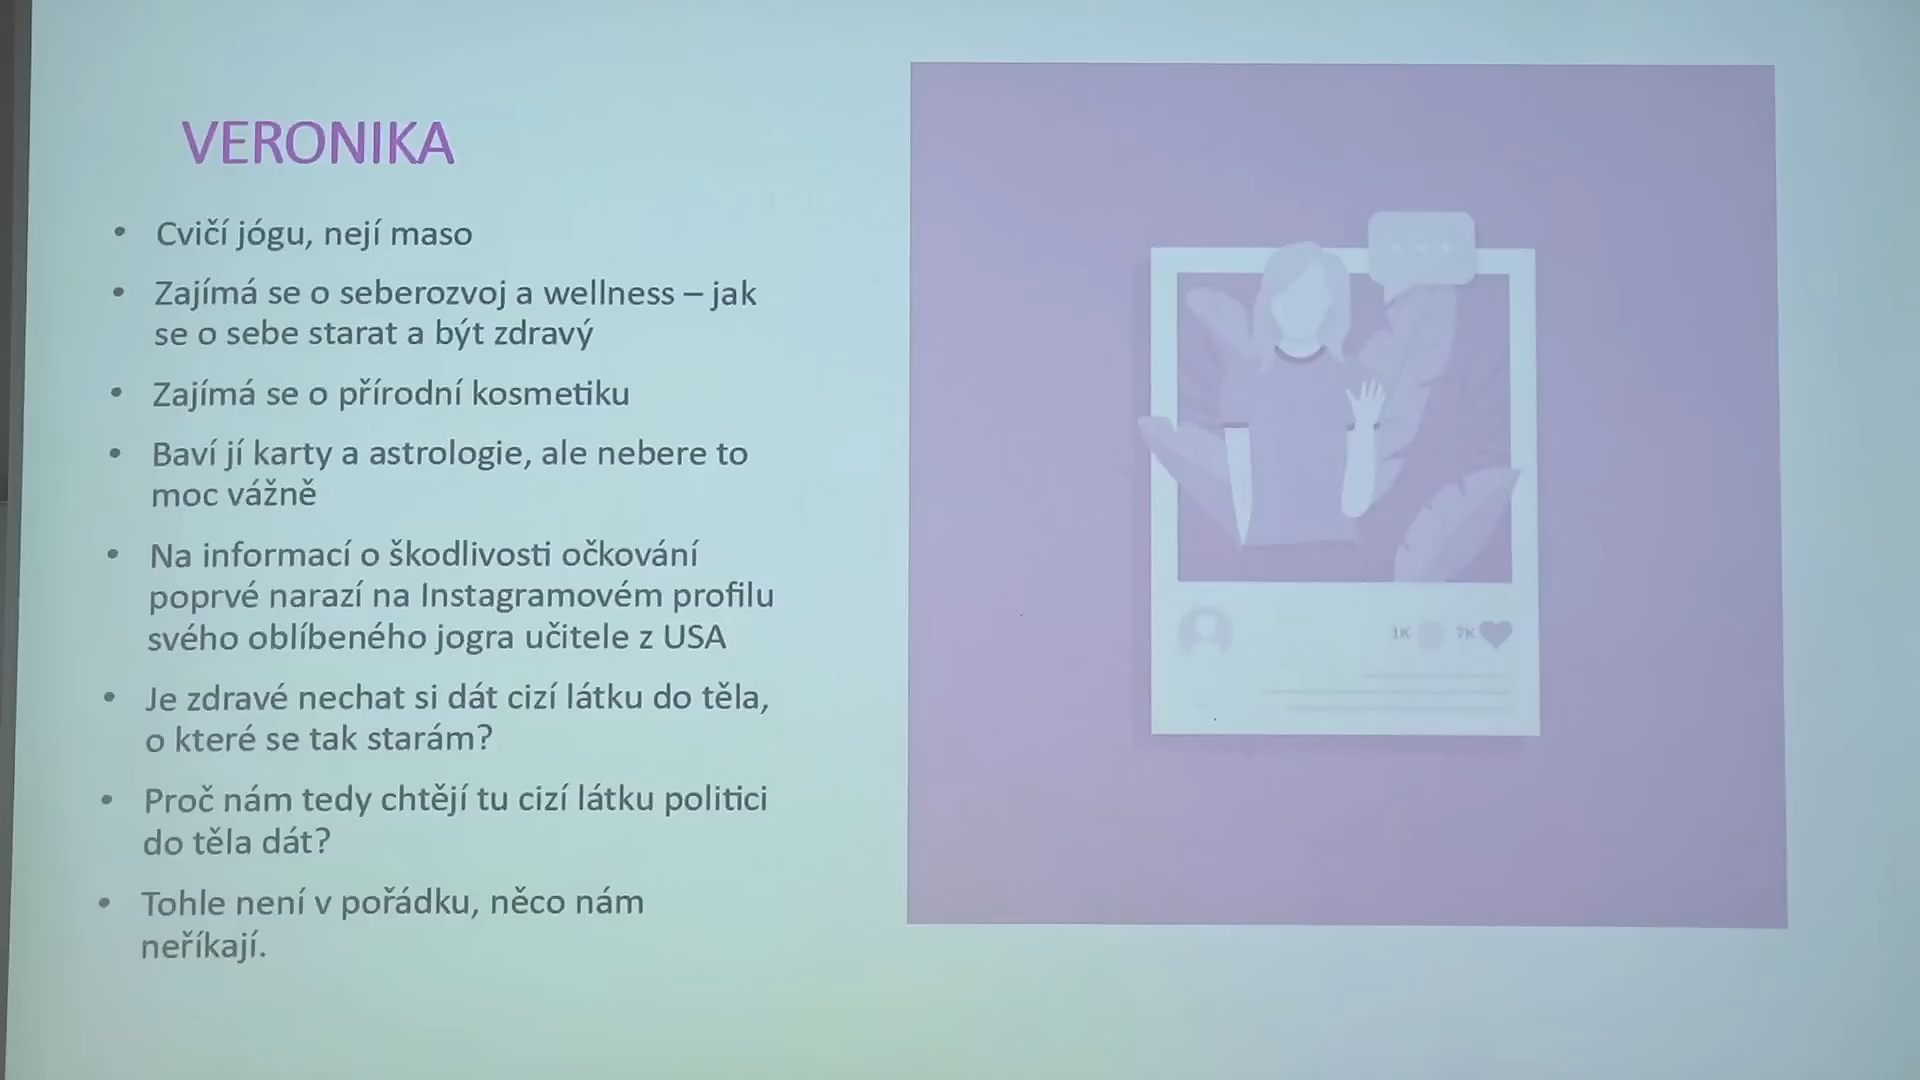 VERONIKA
• Cvičí jógu, nejí maso
• Zajímá se o seberozvoj a wellness – jak
se o sebe starat a být zdravý
• Zajímá se o přírodní kosmetiku
• Baví jí karty a astrologie, ale nebere to
moc vážně
• Na informací o škodlivosti očkování
poprvé narazí na Instagramovém profilu
svého oblíbeného jogra učitele z USA
• Je zdravé nechat si dát cizí látku do těla,
o které se tak starám?
• Proč nám tedy chtějí tu cizí látku politici
do těla dát?
• Tohle není v pořádku, něco nám
neříkají.
1K 7K